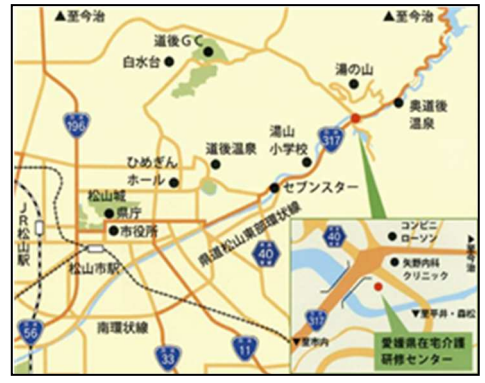 ▲至今治
▲至今治
道後GC
白水台
湯の山
奥道後
温泉
196
317
湯山
小学校
道後温泉
ひめぎん
ホール
セブンスター
松山城
県庁
市役所
JR松山駅
松山市駅
県道松山東部環状線
40
南環状線
56
33
11
40
コンビニ
ローソン
▲至今治
矢野内科
クリニック
▼至平井・森松
317
▼至市内
愛媛県在宅介護
研修センター